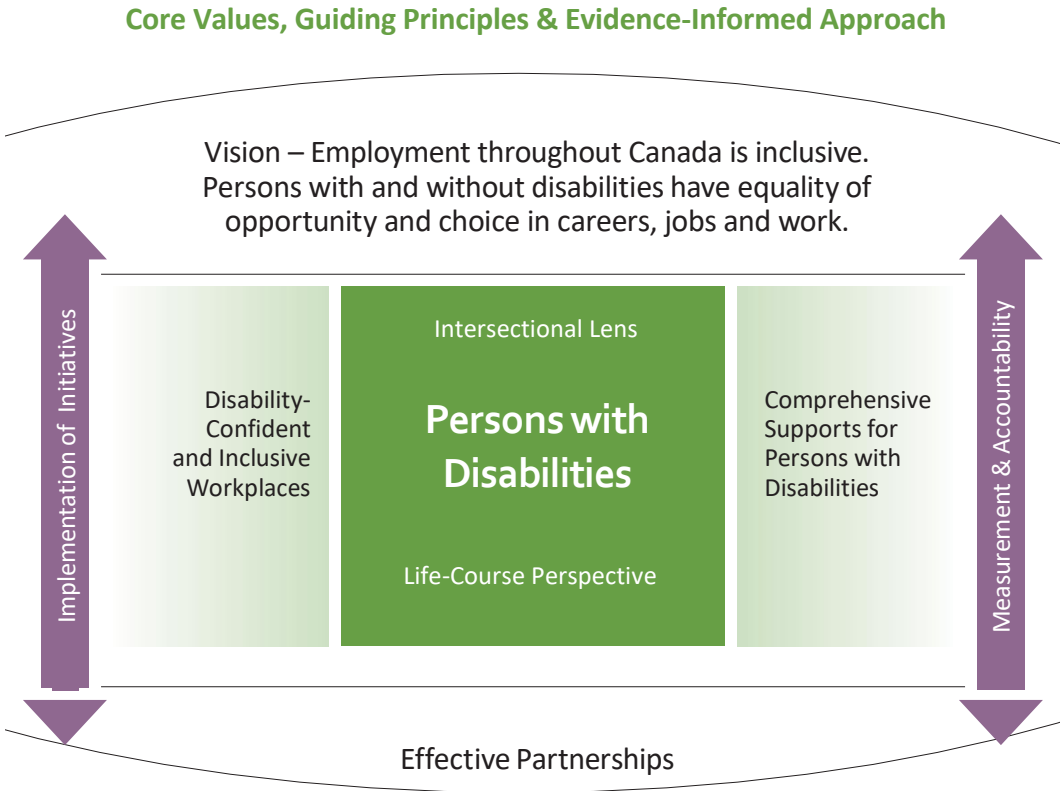 Core Values, Guiding Principles & Evidence-Informed Approach
Vision – Employment throughout Canada is inclusive.
Persons with and without disabilities have equality of
opportunity and choice in careers, jobs and work.
Implementation of Initiatives
Disability-
Confident
and Inclusive
Workplaces
Intersectional Lens
Persons with
Disabilities
Life-Course Perspective
Comprehensive
Supports for
Persons with
Disabilities
Measurement & Accountability
Effective Partnerships